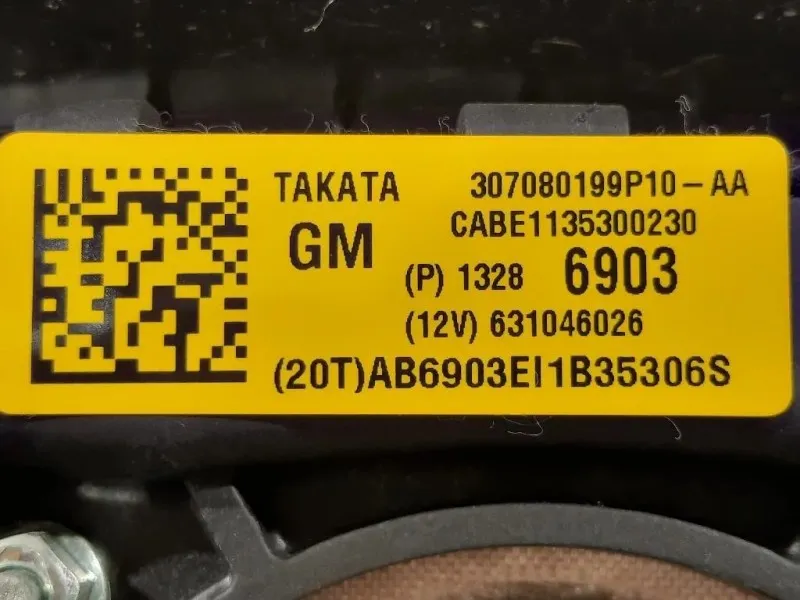 TAKATA 307080199P10-AA
GM CABE1135300230
(P) 1328 6903
(12V) 631046026
(20T)AB6903EI1B35306S